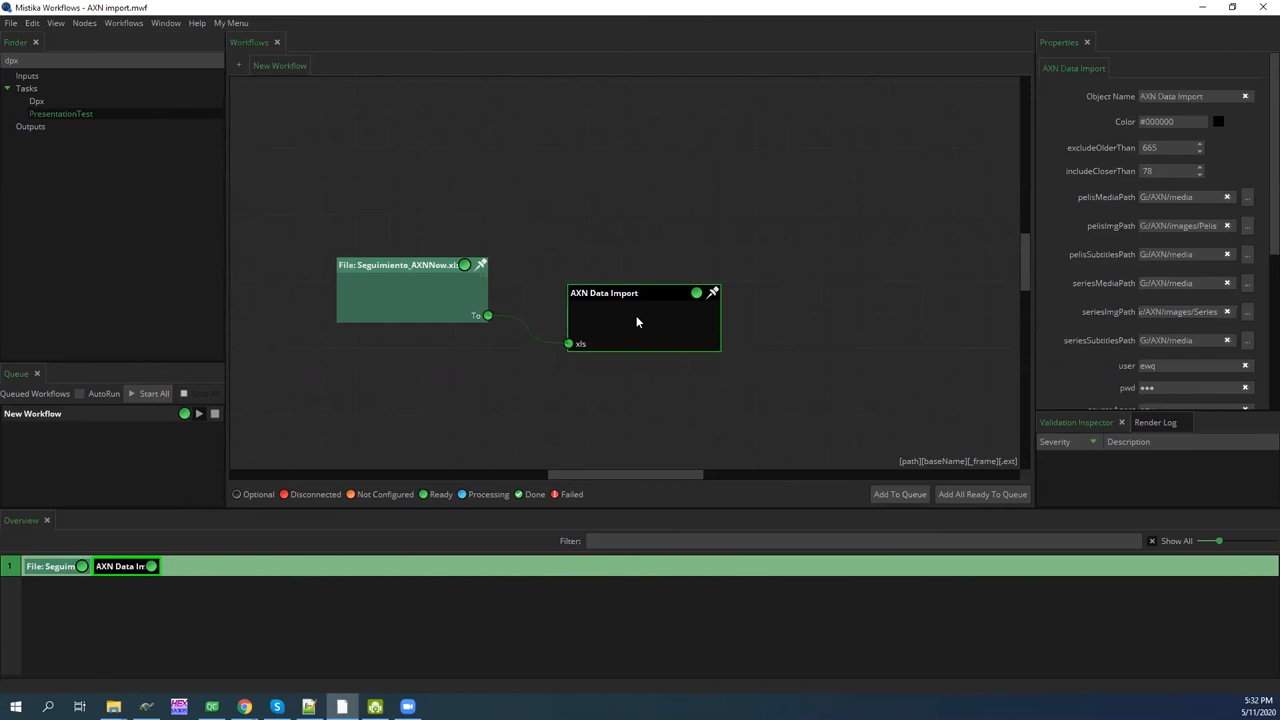 Mistika Workflows - AXN import.mwf
File Edit View Nodes Workflows Window Help My Menu
Finder
dpx
Inputs
Tasks
Dpx
PresentationTest
Outputs
Queue
Queued Workflows AutoRun Start All
New Workflow
Workflows
+ New Workflow
File: Seguimiento_AXNNow.xls
To
AXN Data Import
xls
[path][baseName][_frame][.ext]
Optional Disconnected Not Configured Ready Processing Done Failed
Add To Queue Add All Ready To Queue
Properties
AXN Data Import
Object Name AXN Data Import
Color #000000
excludeOlderThan 665
includeCloserThan 78
pelisMediaPath G:/AXN/media ...
pelisImgPath G:/AXN/images/Pelis ...
pelisSubtitlesPath G:/AXN/media ...
seriesMediaPath G:/AXN/media ...
seriesImgPath :/AXN/images/Series ...
seriesSubtitlesPath G:/AXN/media ...
user ewq
pwd •••
Validation Inspector Render Log
Severity Description
Overview
Filter: Show All
1 File: Seguim AXN Data Im
HEX
QC
5:32 PM
5/11/2020